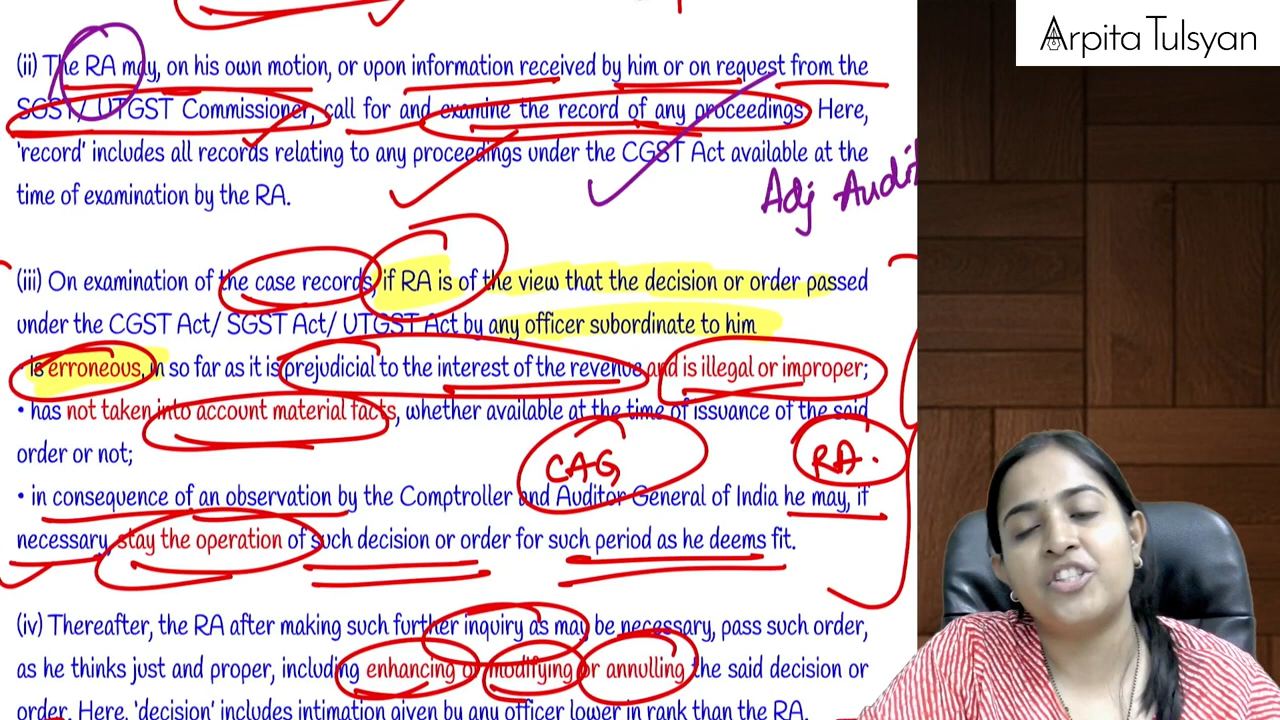 Arpita Tulsyan
(ii) The RA may, on his own motion, or upon information received by him or on request from the
SGST/ UTGST Commissioner, call for and examine the record of any proceedings. Here,
'record' includes all records relating to any proceedings under the CGST Act available at the
time of examination by the RA.
Adj Audit
(iii) On examination of the case records, if RA is of the view that the decision or order passed
under the CGST Act/ SGST Act/ UTGST Act by any officer subordinate to him
• is erroneous, in so far as it is prejudicial to the interest of the revenue and is illegal or improper;
• has not taken into account material facts, whether available at the time of issuance of the said
order or not;
CAG
RA.
• in consequence of an observation by the Comptroller and Auditor General of India he may, if
necessary, stay the operation of such decision or order for such period as he deems fit.
(iv) Thereafter, the RA after making such further inquiry as may be necessary, pass such order,
as he thinks just and proper, including enhancing or modifying or annulling the said decision or
order. Here, 'decision' includes intimation given by any officer lower in rank than the RA.